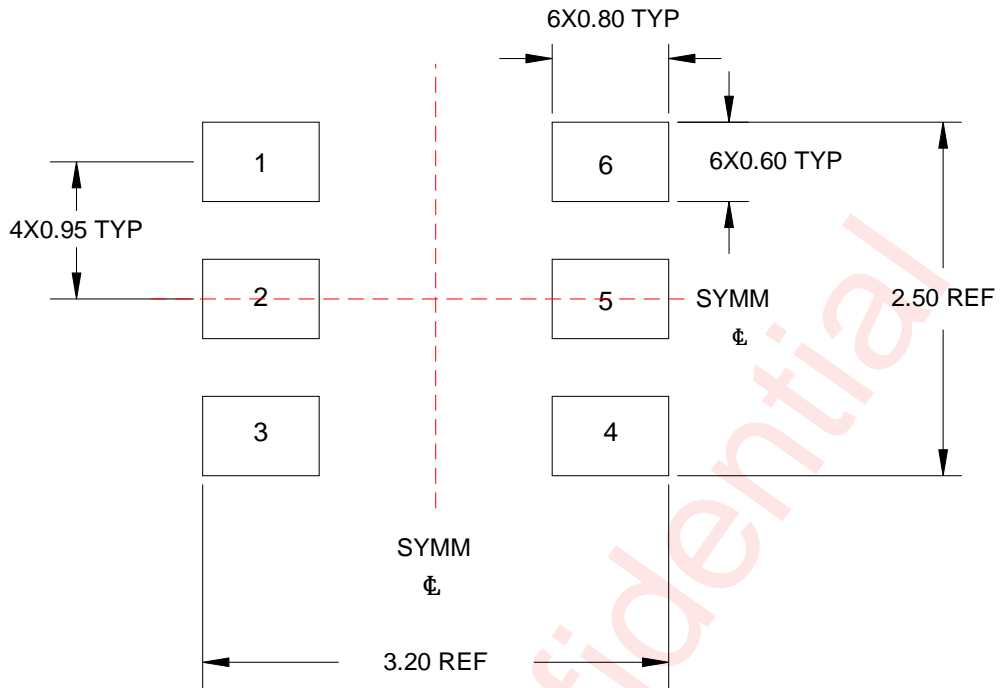 6X0.80 TYP
1
6
6X0.60 TYP
4X0.95 TYP
2
5
SYMM
℄
2.50 REF
3
4
SYMM
℄
3.20 REF
fidential